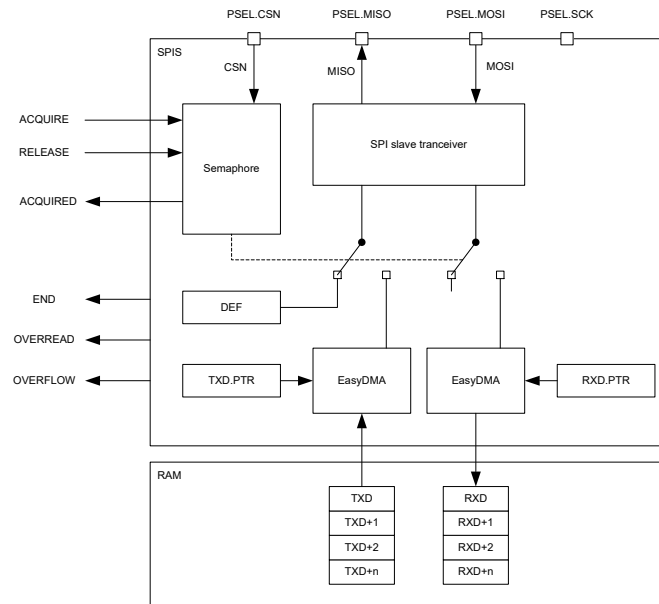 PSEL.CSN PSEL.MISO PSEL.MOSI PSEL.SCK
SPIS
CSN
MISO
MOSI
ACQUIRE
RELEASE
ACQUIRED
Semaphore
SPI slave tranceiver
END
OVERREAD
OVERFLOW
DEF
TXD.PTR
EasyDMA
EasyDMA
RXD.PTR
RAM
TXD
TXD+1
TXD+2
TXD+n
RXD
RXD+1
RXD+2
RXD+n